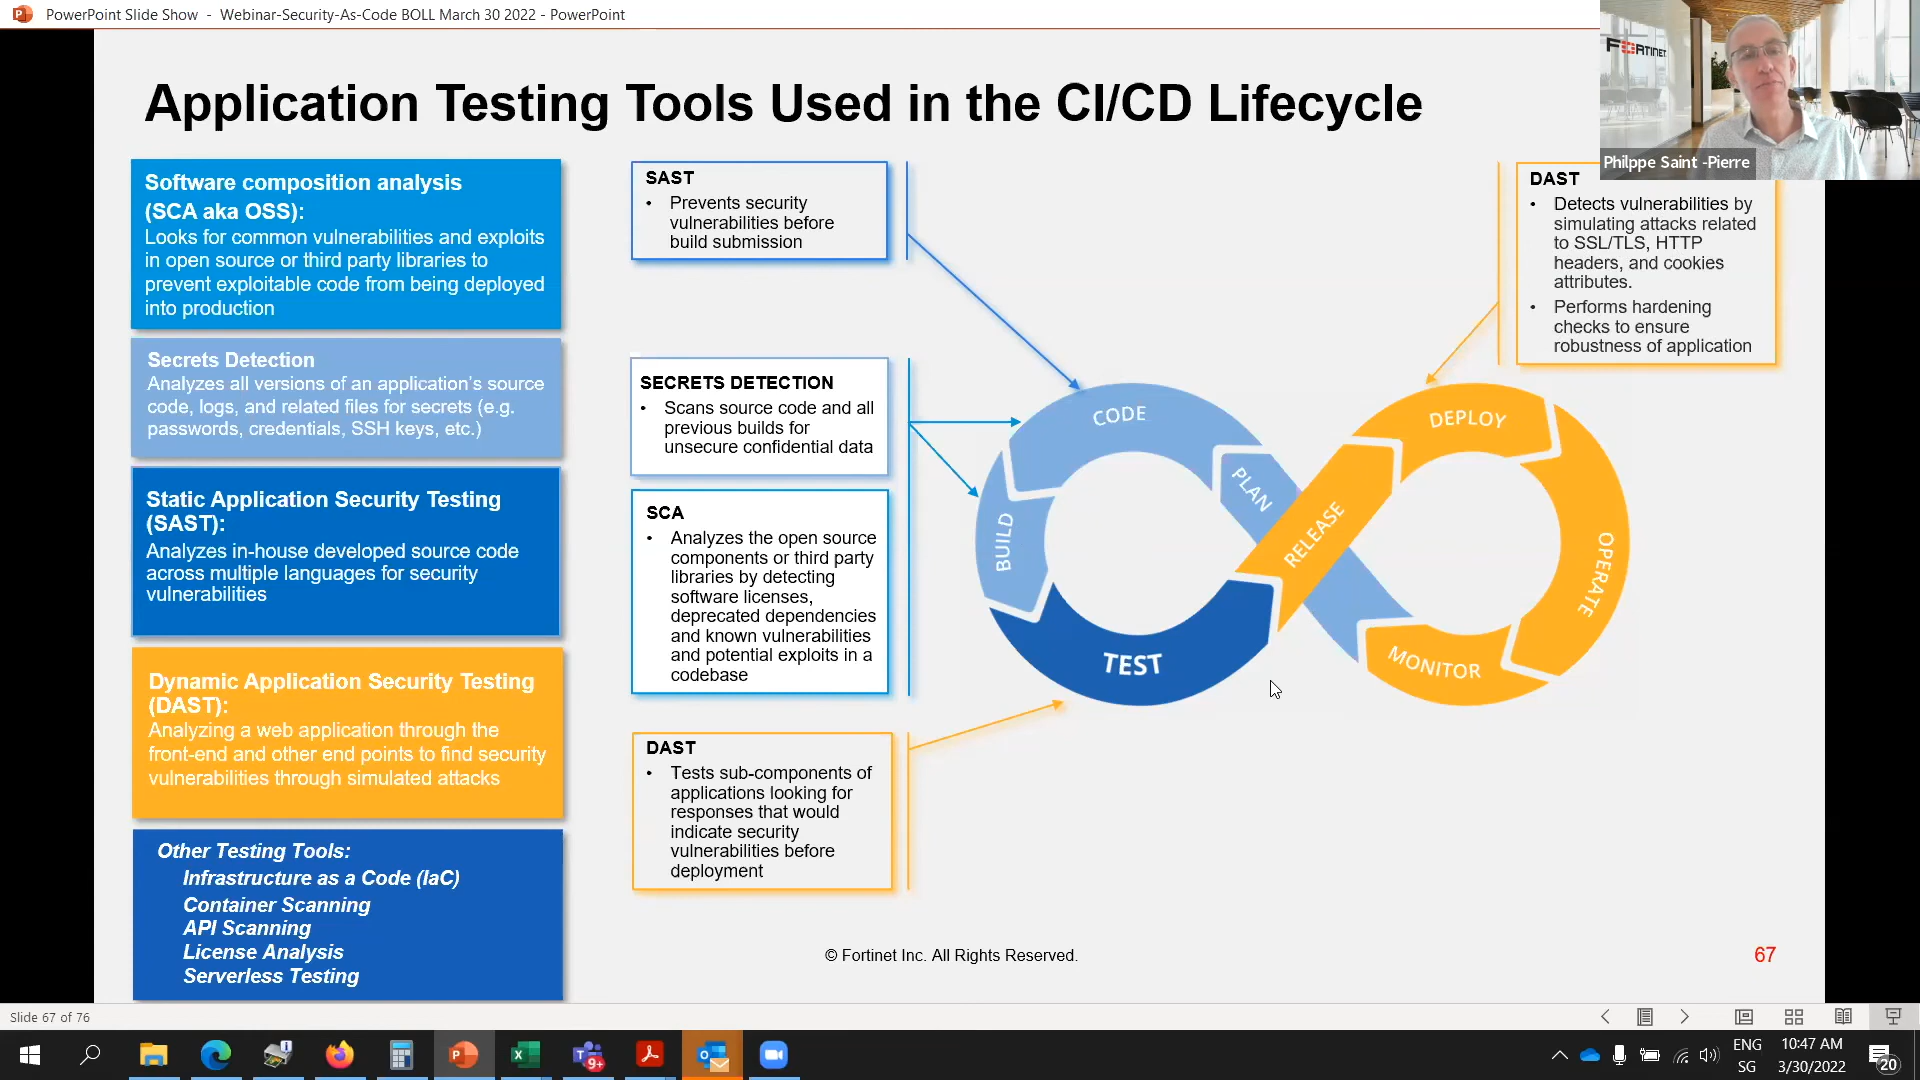 PowerPoint Slide Show - Webinar-Security-As-Code BOLL March 30 2022 - PowerPoint
FORTINET
Philppe Saint -Pierre
Application Testing Tools Used in the CI/CD Lifecycle
Software composition analysis
(SCA aka OSS):
Looks for common vulnerabilities and exploits
in open source or third party libraries to
prevent exploitable code from being deployed
into production
Secrets Detection
Analyzes all versions of an application's source
code, logs, and related files for secrets (e.g.
passwords, credentials, SSH keys, etc.)
Static Application Security Testing
(SAST):
Analyzes in-house developed source code
across multiple languages for security
vulnerabilities
Dynamic Application Security Testing
(DAST):
Analyzing a web application through the
front-end and other end points to find security
vulnerabilities through simulated attacks
Other Testing Tools:
Infrastructure as a Code (IaC)
Container Scanning
API Scanning
License Analysis
Serverless Testing
SAST
• Prevents security
vulnerabilities before
build submission
SECRETS DETECTION
• Scans source code and all
previous builds for
unsecure confidential data
SCA
• Analyzes the open source
components or third party
libraries by detecting
software licenses,
deprecated dependencies
and known vulnerabilities
and potential exploits in a
codebase
DAST
• Tests sub-components of
applications looking for
responses that would
indicate security
vulnerabilities before
deployment
CODE
PLAN
BUILD
TEST
RELEASE
DEPLOY
OPERATE
MONITOR
DAST
• Detects vulnerabilities by
simulating attacks related
to SSL/TLS, HTTP
headers, and cookies
attributes.
• Performs hardening
checks to ensure
robustness of application
© Fortinet Inc. All Rights Reserved.
67
Slide 67 of 76
9+
ENG
SG
10:47 AM
3/30/2022
20